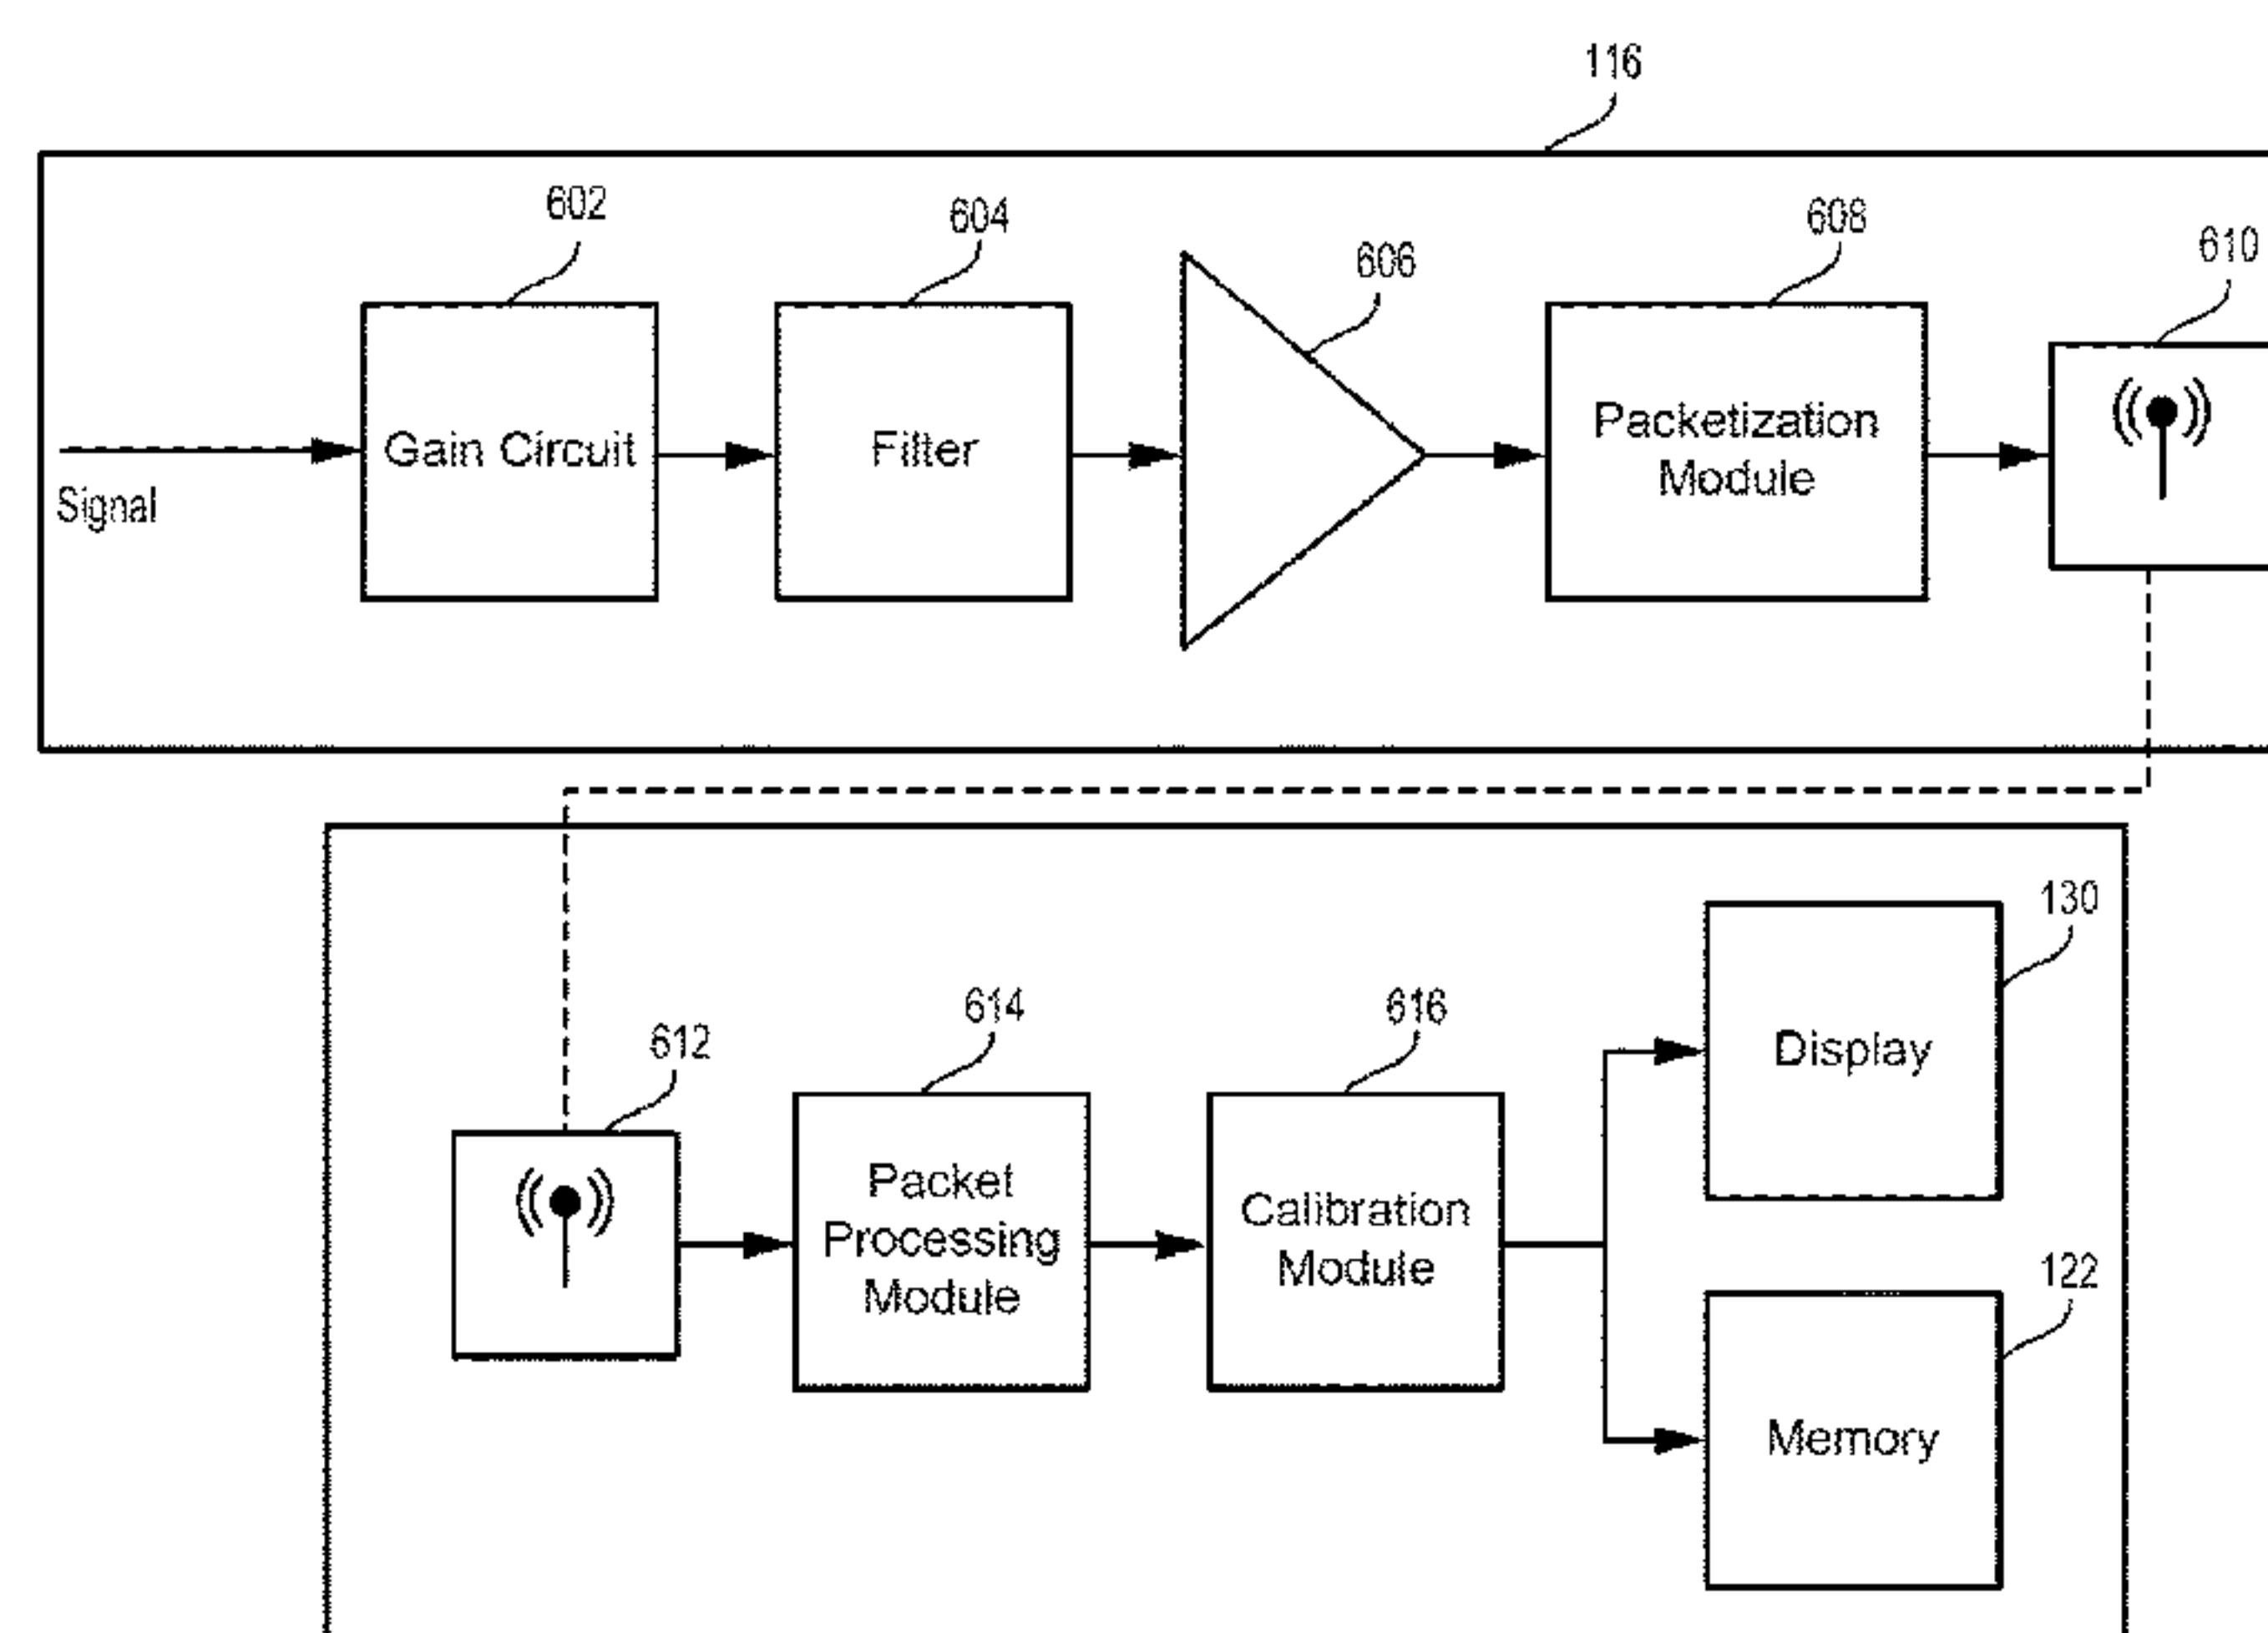 116
602
604
606
608
610
Signal
Gain Circuit
Filter
Packetization
Module
612
614
616
130
122
Packet
Processing
Module
Calibration
Module
Display
Memory